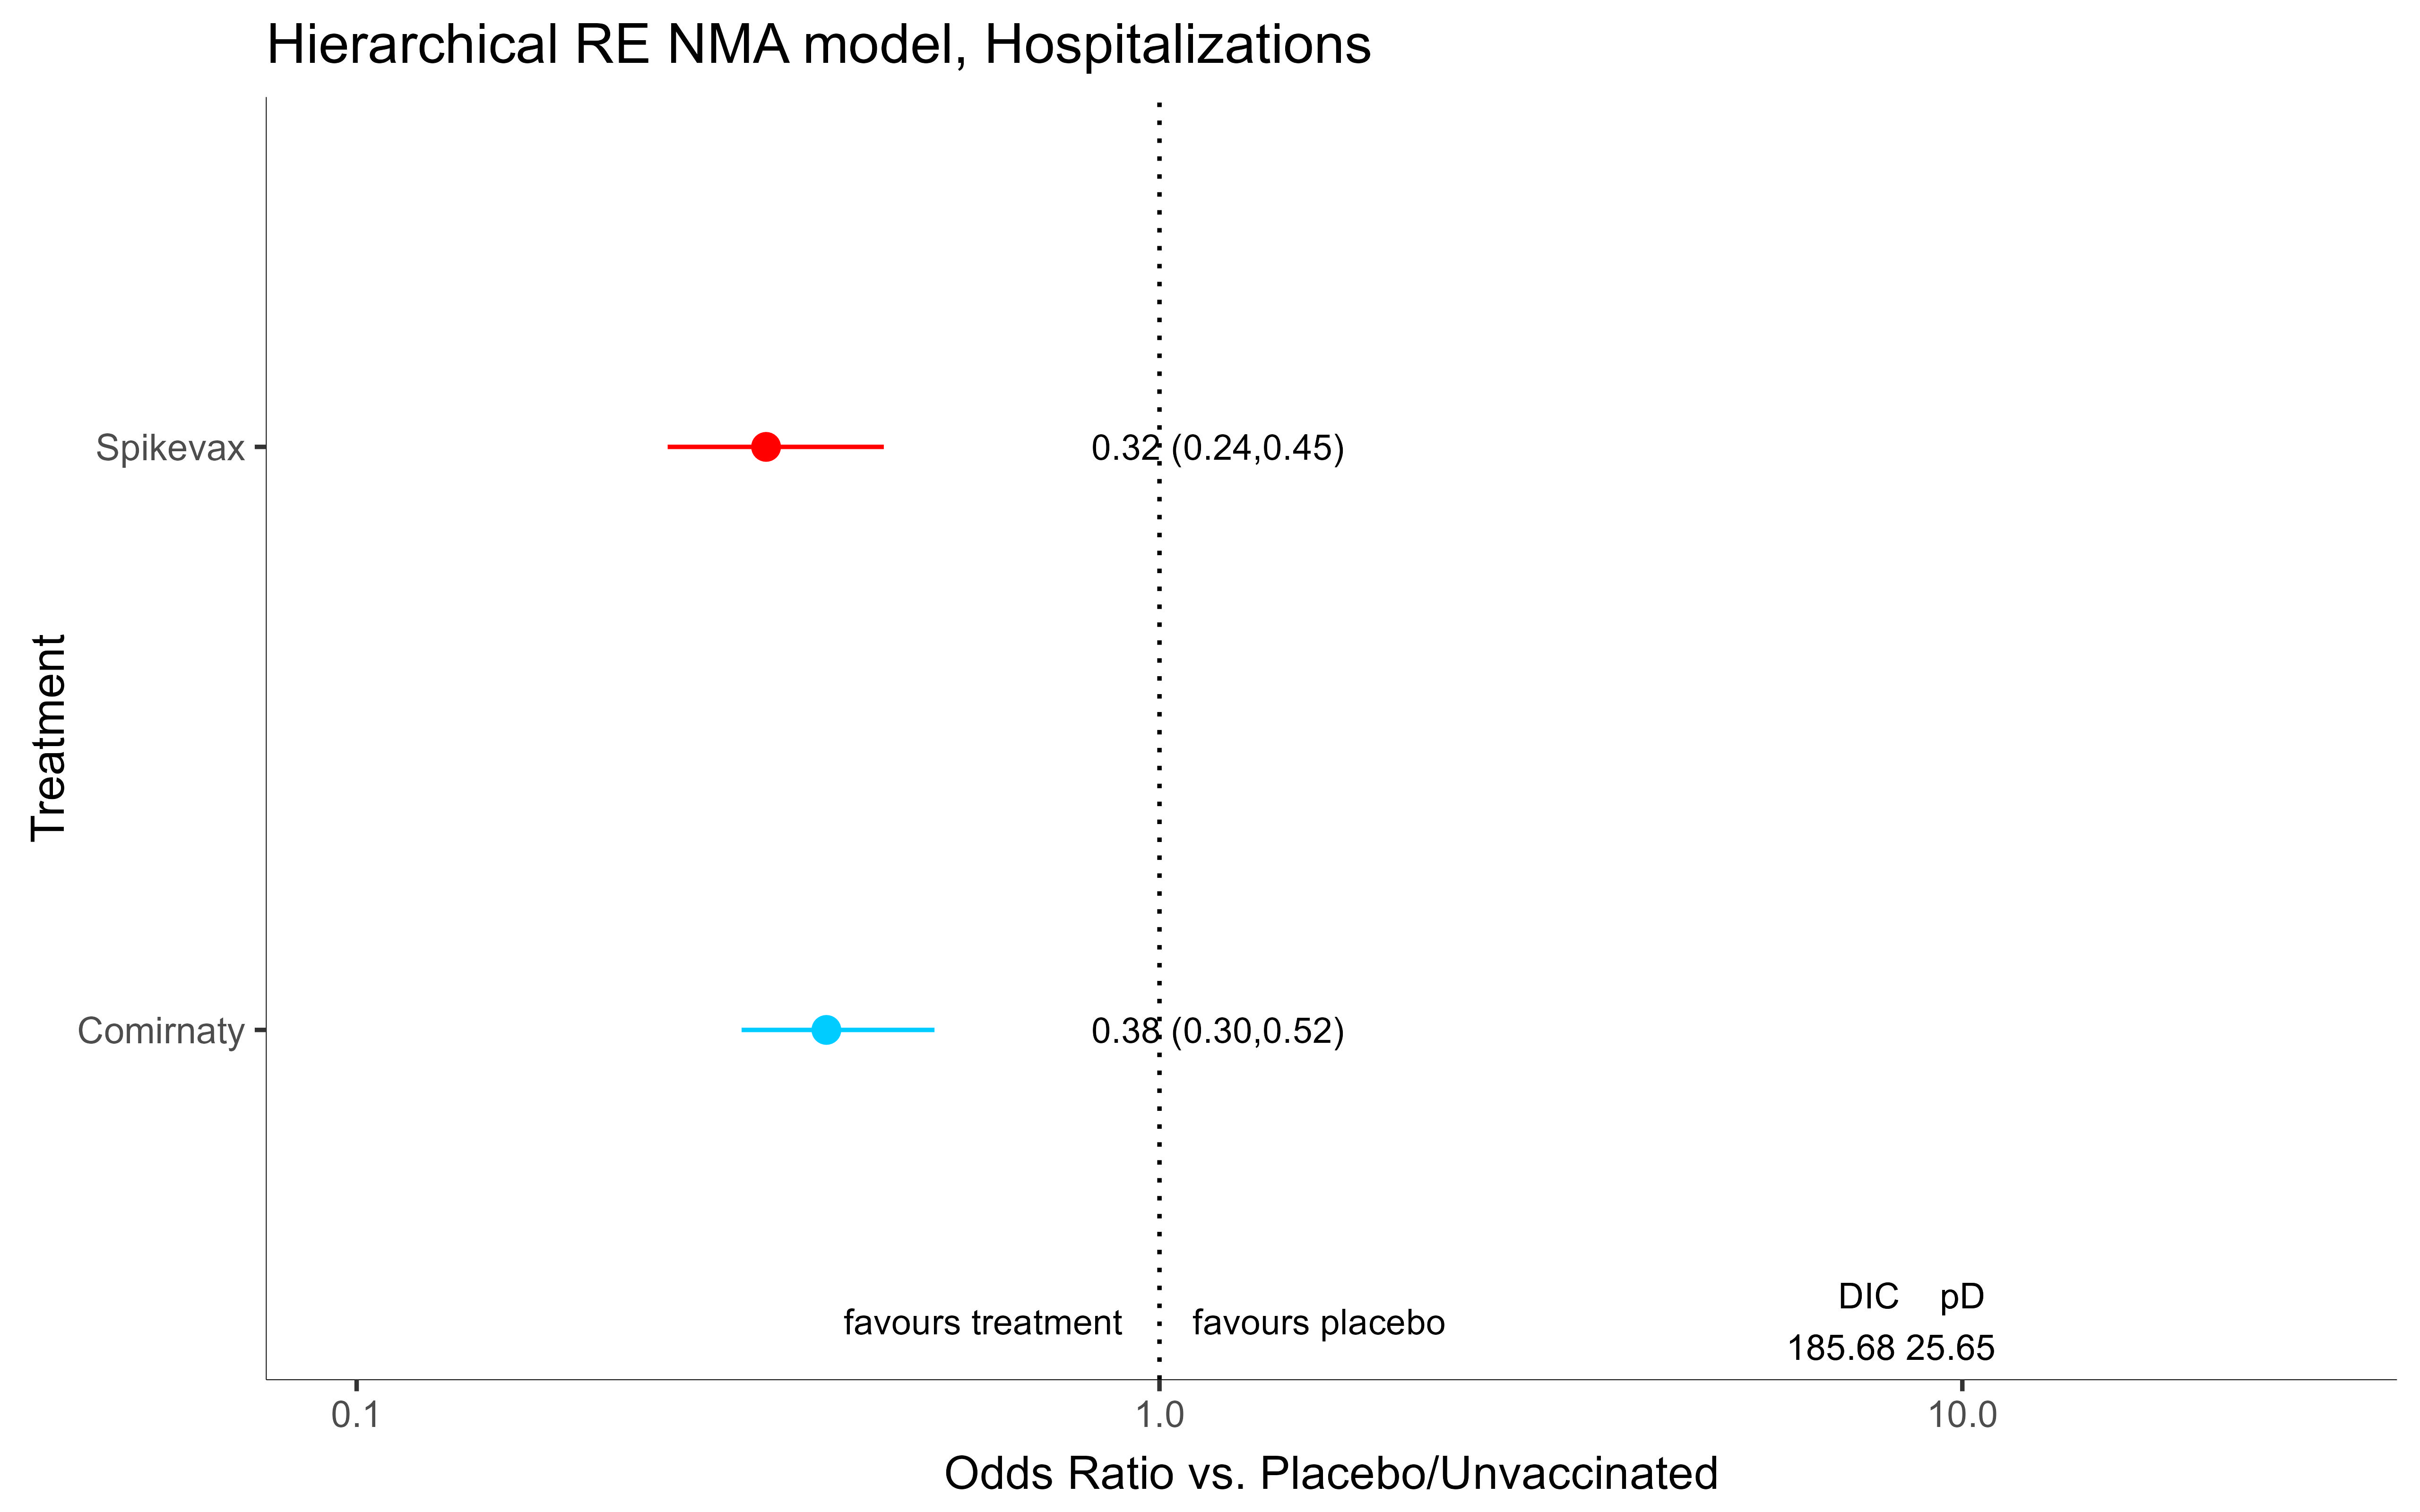 Hierarchical RE NMA model, Hospitalizations
Treatment
Spikevax
0.32 (0.24,0.45)
Comirnaty
0.38 (0.30,0.52)
favours treatment
favours placebo
DIC pD
185.68 25.65
0.1
1.0
10.0
Odds Ratio vs. Placebo/Unvaccinated